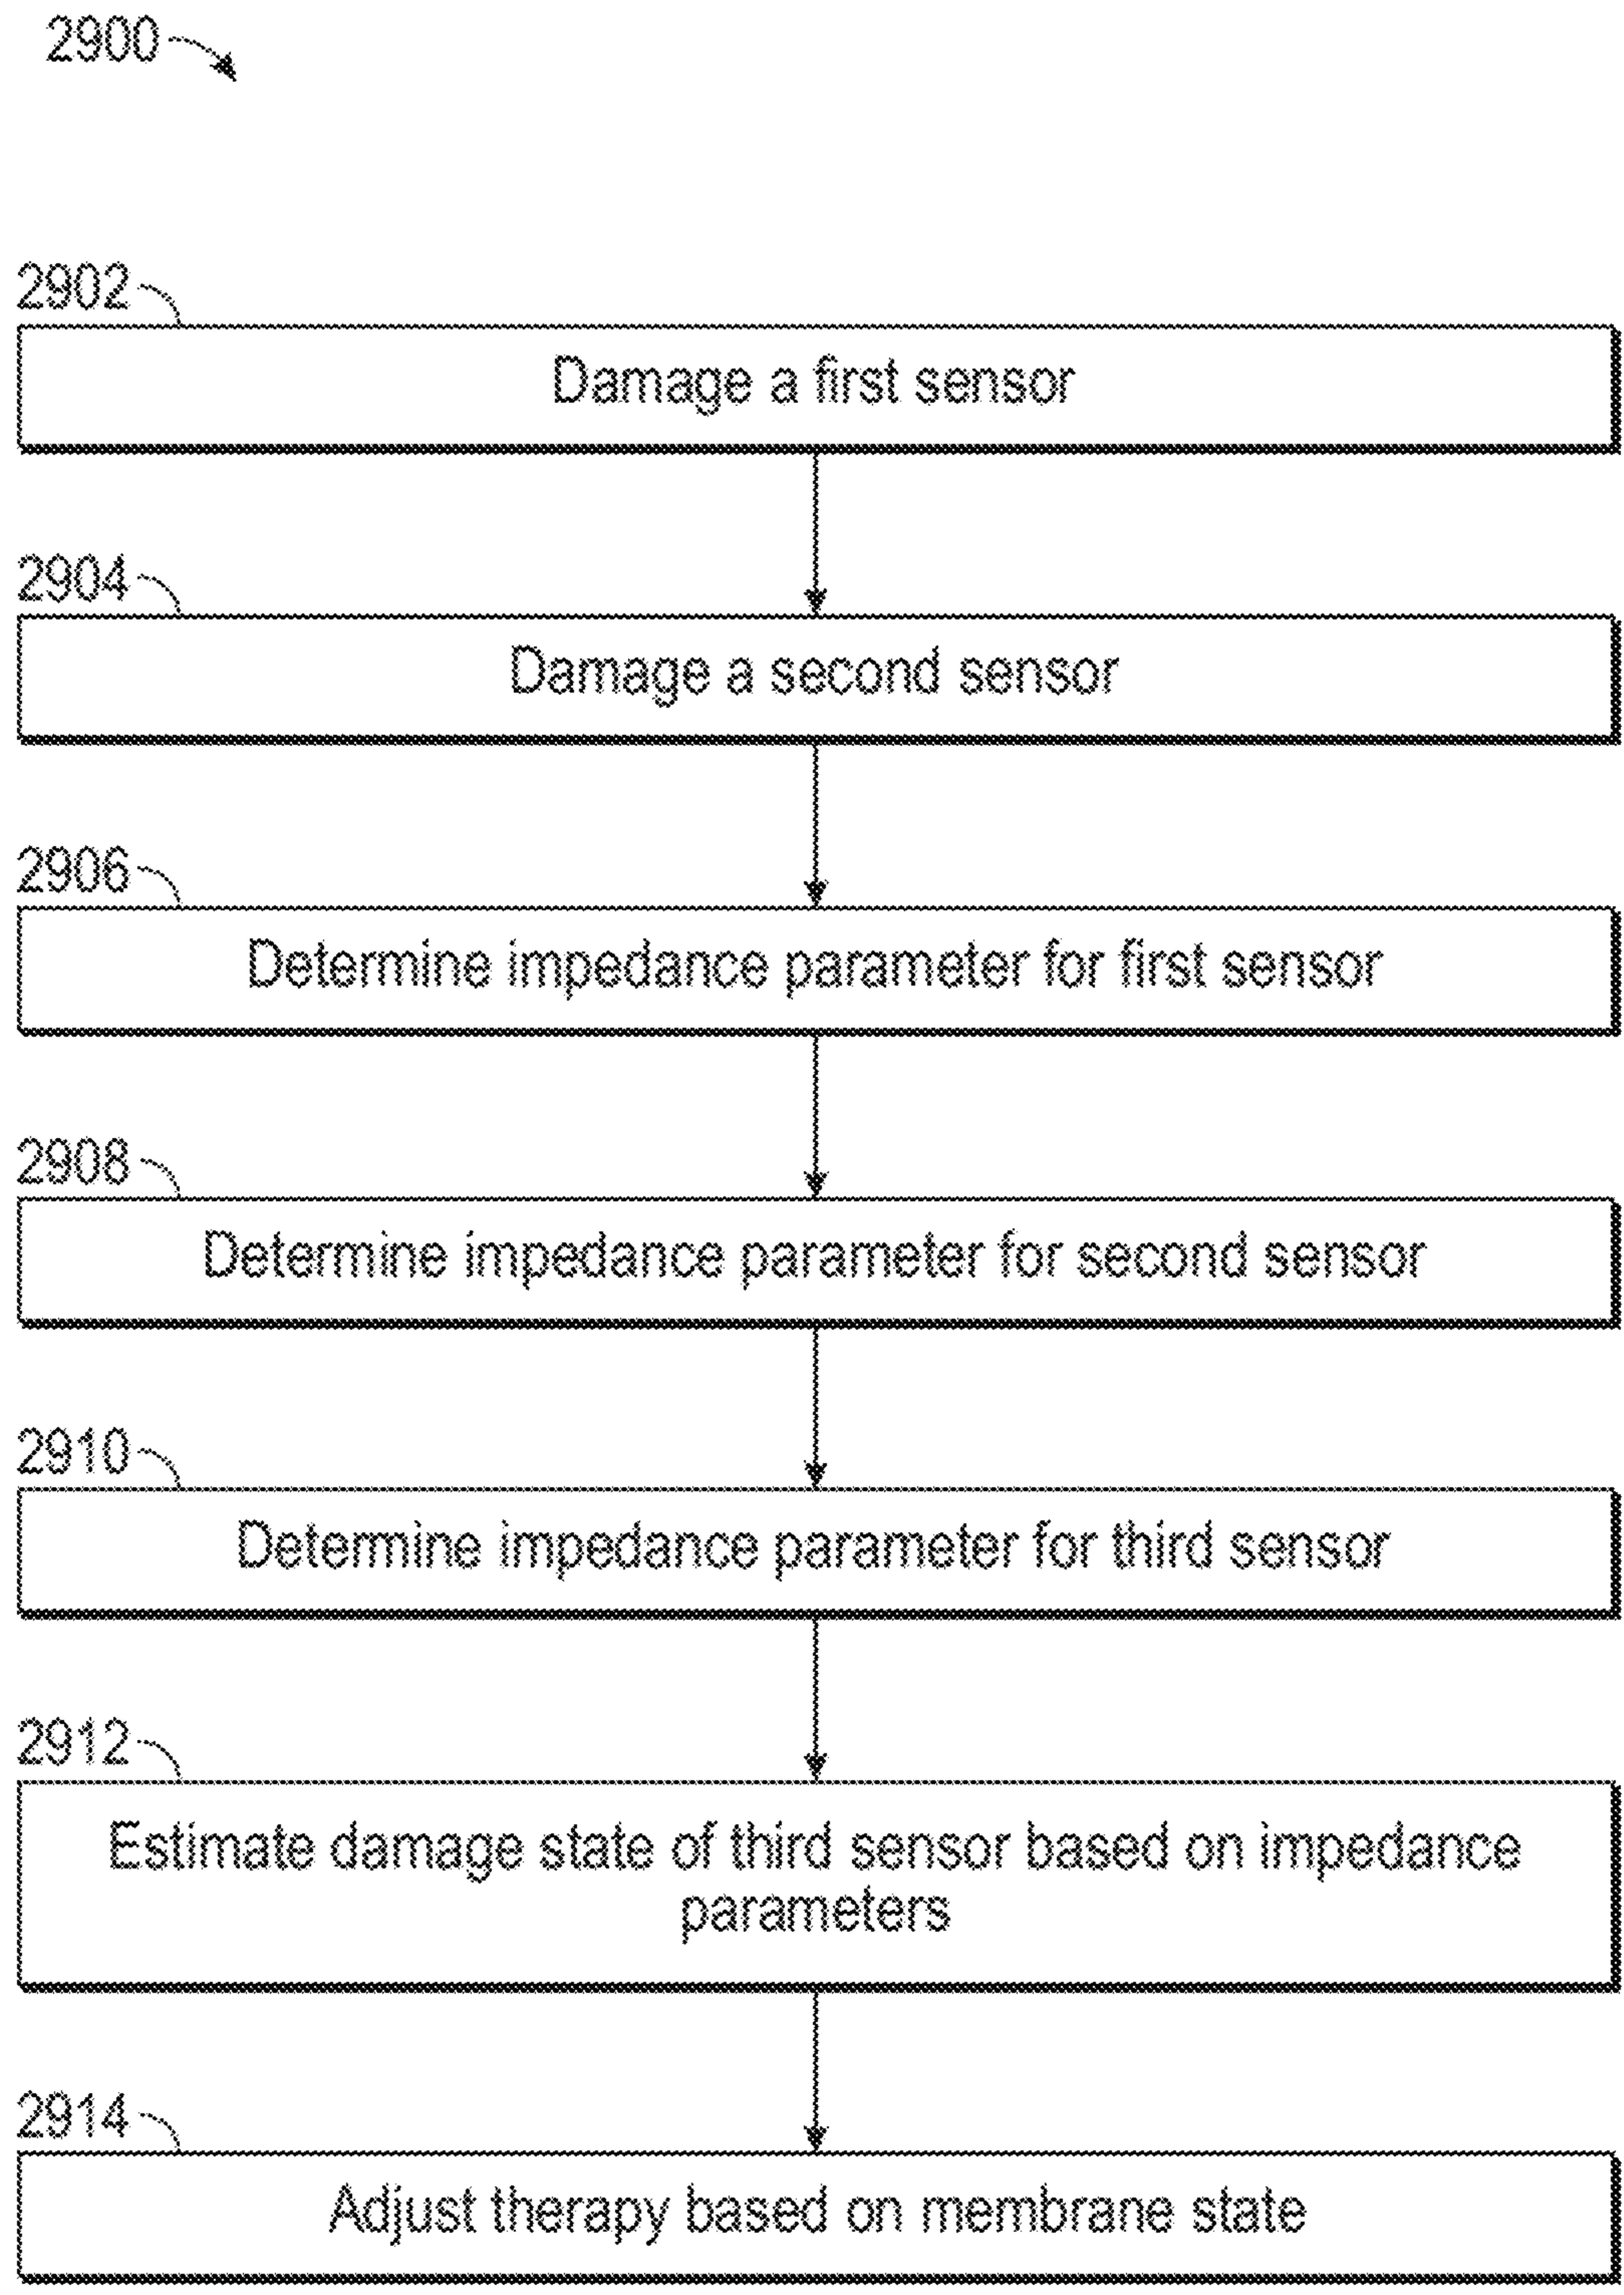 2900
2902
Damage a first sensor
2904
Damage a second sensor
2906
Determine impedance parameter for first sensor
2908
Determine impedance parameter for second sensor
2910
Determine impedance parameter for third sensor
2912
Estimate damage state of third sensor based on impedance
parameters
2914
Adjust therapy based on membrane state